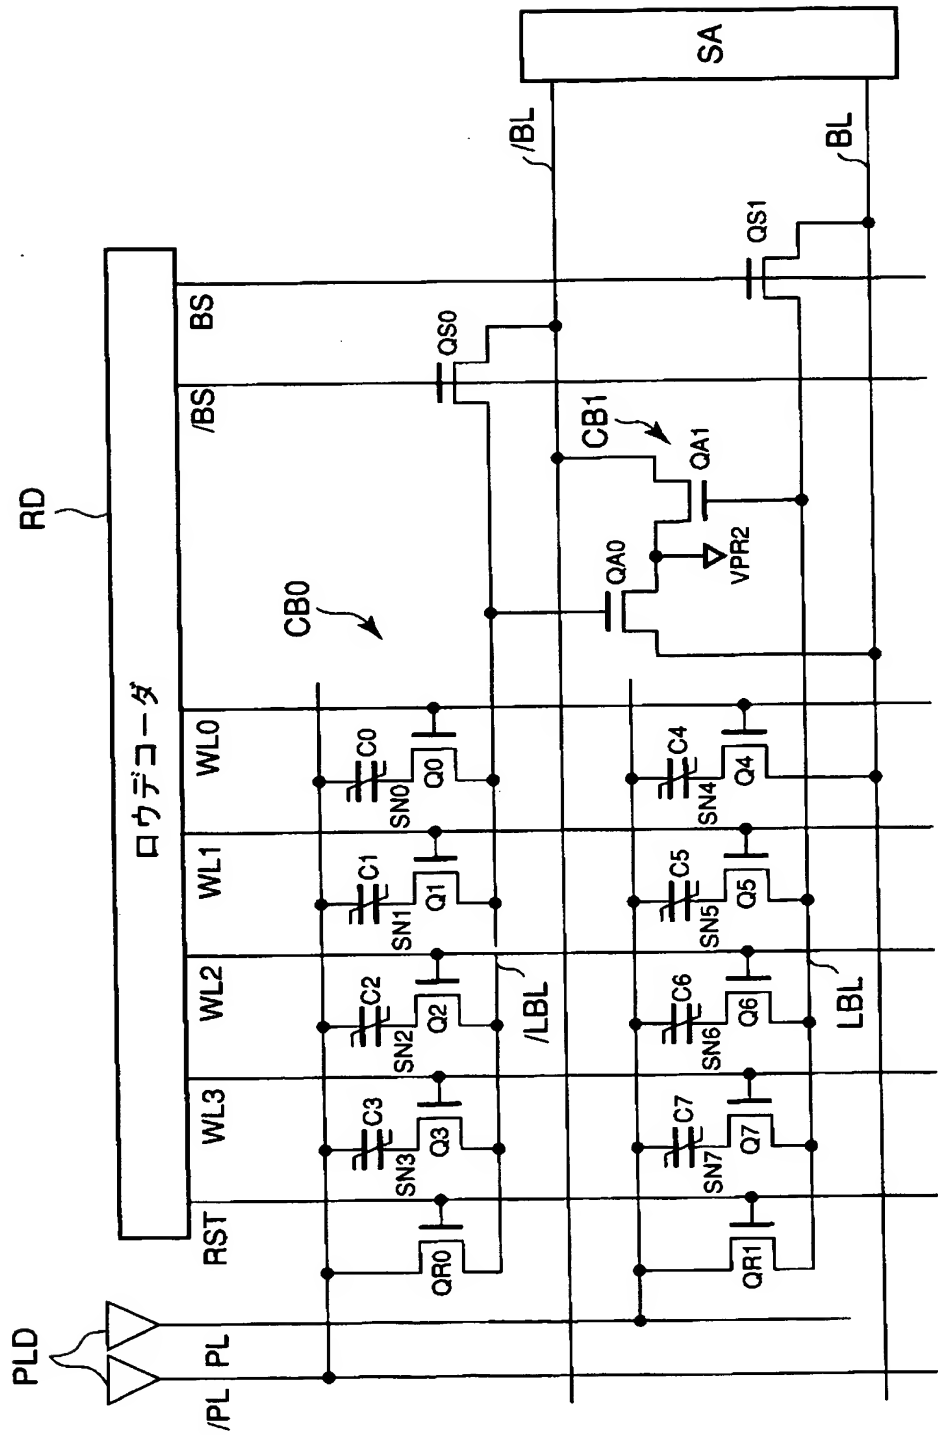 PLD
/PL
PL
RD
ロウデコーダ
RST
WL3
WL2
WL1
WL0
/BS
BS
CB0
C3
C2
C1
C0
SN3
SN2
SN1
SN0
QR0
Q3
Q2
Q1
Q0
QS0
/LBL
/BL
SA
CB1
QA0
QA1
VPR2
QS1
BL
C7
C6
C5
C4
SN7
SN6
SN5
SN4
QR1
Q7
Q6
Q5
Q4
LBL